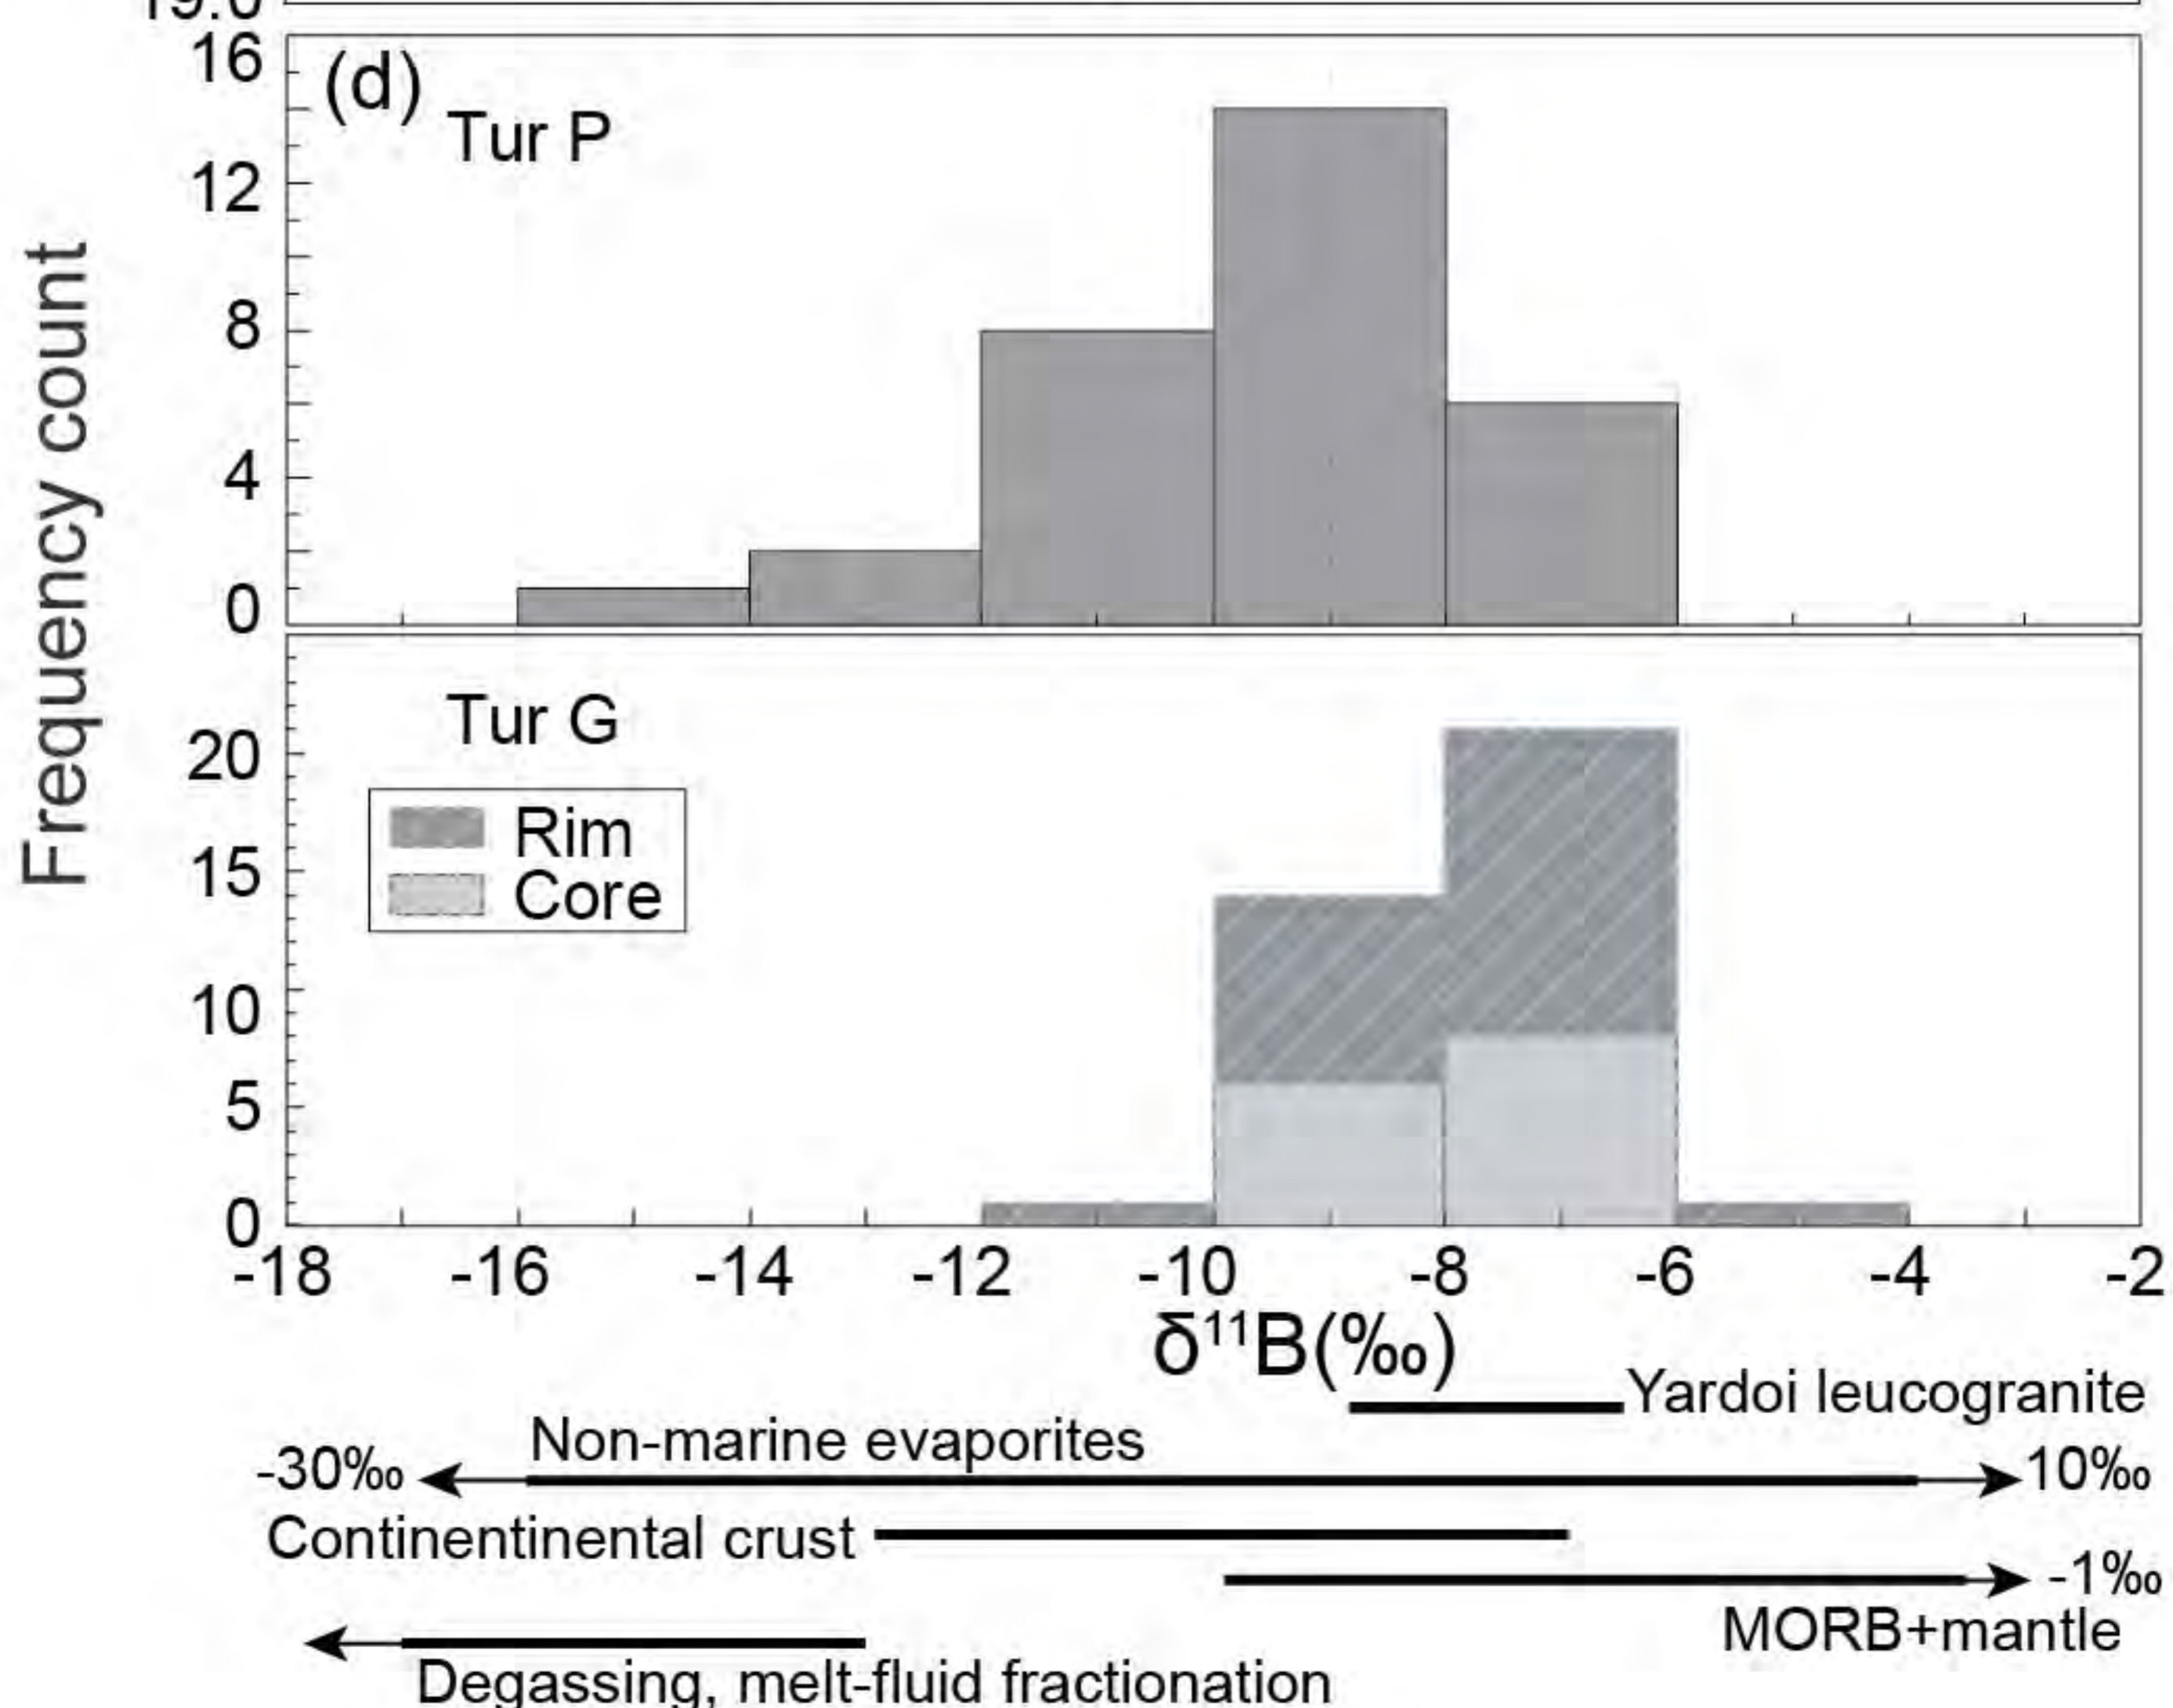 19.0
16
(d)
Tur P
12
8
4
0
Frequency count
Tur G
20
Rim
15
Core
10
5
0
-18 -16 -14 -12 -10 -8 -6 -4 -2
δ¹¹B(‰)
Yardoi leucogranite
Non-marine evaporites
-30‰ 10‰
Continentinental crust
-1‰
MORB+mantle
Degassing, melt-fluid fractionation